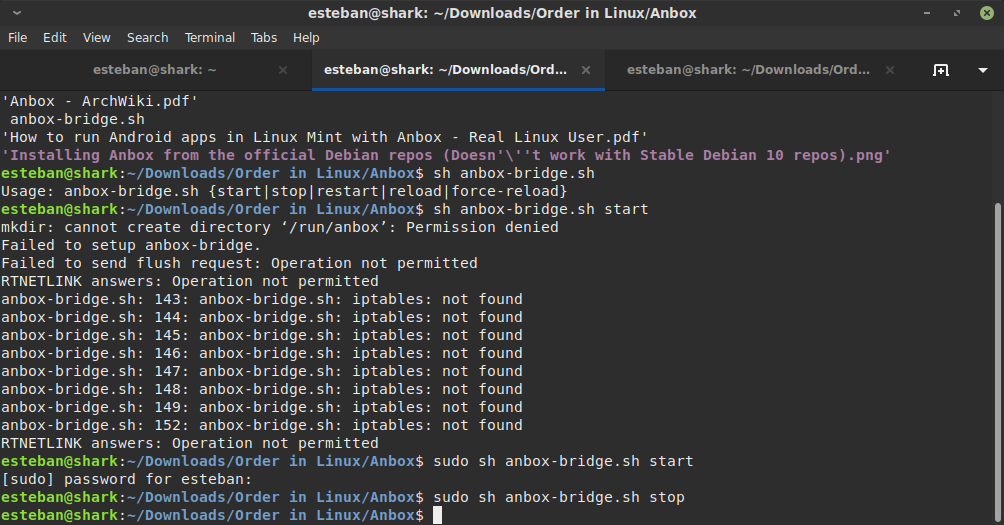 esteban@shark: ~/Downloads/Order in Linux/Anbox
File Edit View Search Terminal Tabs Help
esteban@shark: ~ × esteban@shark: ~/Downloads/Ord... × esteban@shark: ~/Downloads/Ord... ×
'Anbox - ArchWiki.pdf'
anbox-bridge.sh
'How to run Android apps in Linux Mint with Anbox - Real Linux User.pdf'
'Installing Anbox from the official Debian repos (Doesn'\''t work with Stable Debian 10 repos).png'
esteban@shark:~/Downloads/Order in Linux/Anbox$ sh anbox-bridge.sh
Usage: anbox-bridge.sh {start|stop|restart|reload|force-reload}
esteban@shark:~/Downloads/Order in Linux/Anbox$ sh anbox-bridge.sh start
mkdir: cannot create directory ‘/run/anbox’: Permission denied
Failed to setup anbox-bridge.
Failed to send flush request: Operation not permitted
RTNETLINK answers: Operation not permitted
anbox-bridge.sh: 143: anbox-bridge.sh: iptables: not found
anbox-bridge.sh: 144: anbox-bridge.sh: iptables: not found
anbox-bridge.sh: 145: anbox-bridge.sh: iptables: not found
anbox-bridge.sh: 146: anbox-bridge.sh: iptables: not found
anbox-bridge.sh: 147: anbox-bridge.sh: iptables: not found
anbox-bridge.sh: 148: anbox-bridge.sh: iptables: not found
anbox-bridge.sh: 149: anbox-bridge.sh: iptables: not found
anbox-bridge.sh: 152: anbox-bridge.sh: iptables: not found
RTNETLINK answers: Operation not permitted
esteban@shark:~/Downloads/Order in Linux/Anbox$ sudo sh anbox-bridge.sh start
[sudo] password for esteban:
esteban@shark:~/Downloads/Order in Linux/Anbox$ sudo sh anbox-bridge.sh stop
esteban@shark:~/Downloads/Order in Linux/Anbox$